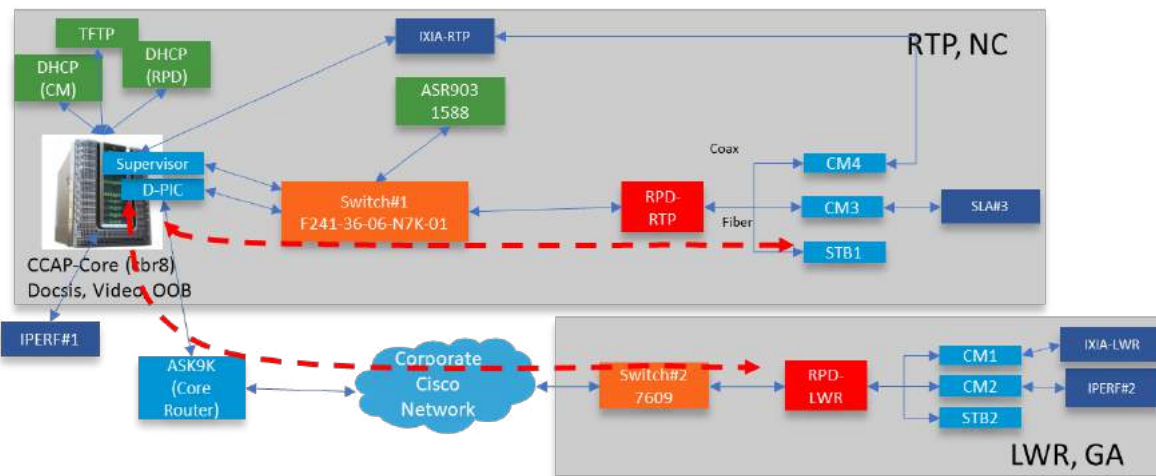 TFTP
DHCP
(CM)
DHCP
(RPD)
IXIA-RTP
RTP, NC
ASR903
1588
Supervisor
D-PIC
Switch#1
F241-36-06-N7K-01
RPD-
RTP
Coax
Fiber
CM4
CM3
STB1
SLA#3
CCAP-Core (cbr8)
Docsis, Video, OOB
IPERF#1
ASK9K
(Core
Router)
Corporate
Cisco
Network
Switch#2
7609
RPD-
LWR
CM1
CM2
STB2
IXIA-LWR
IPERF#2
LWR, GA